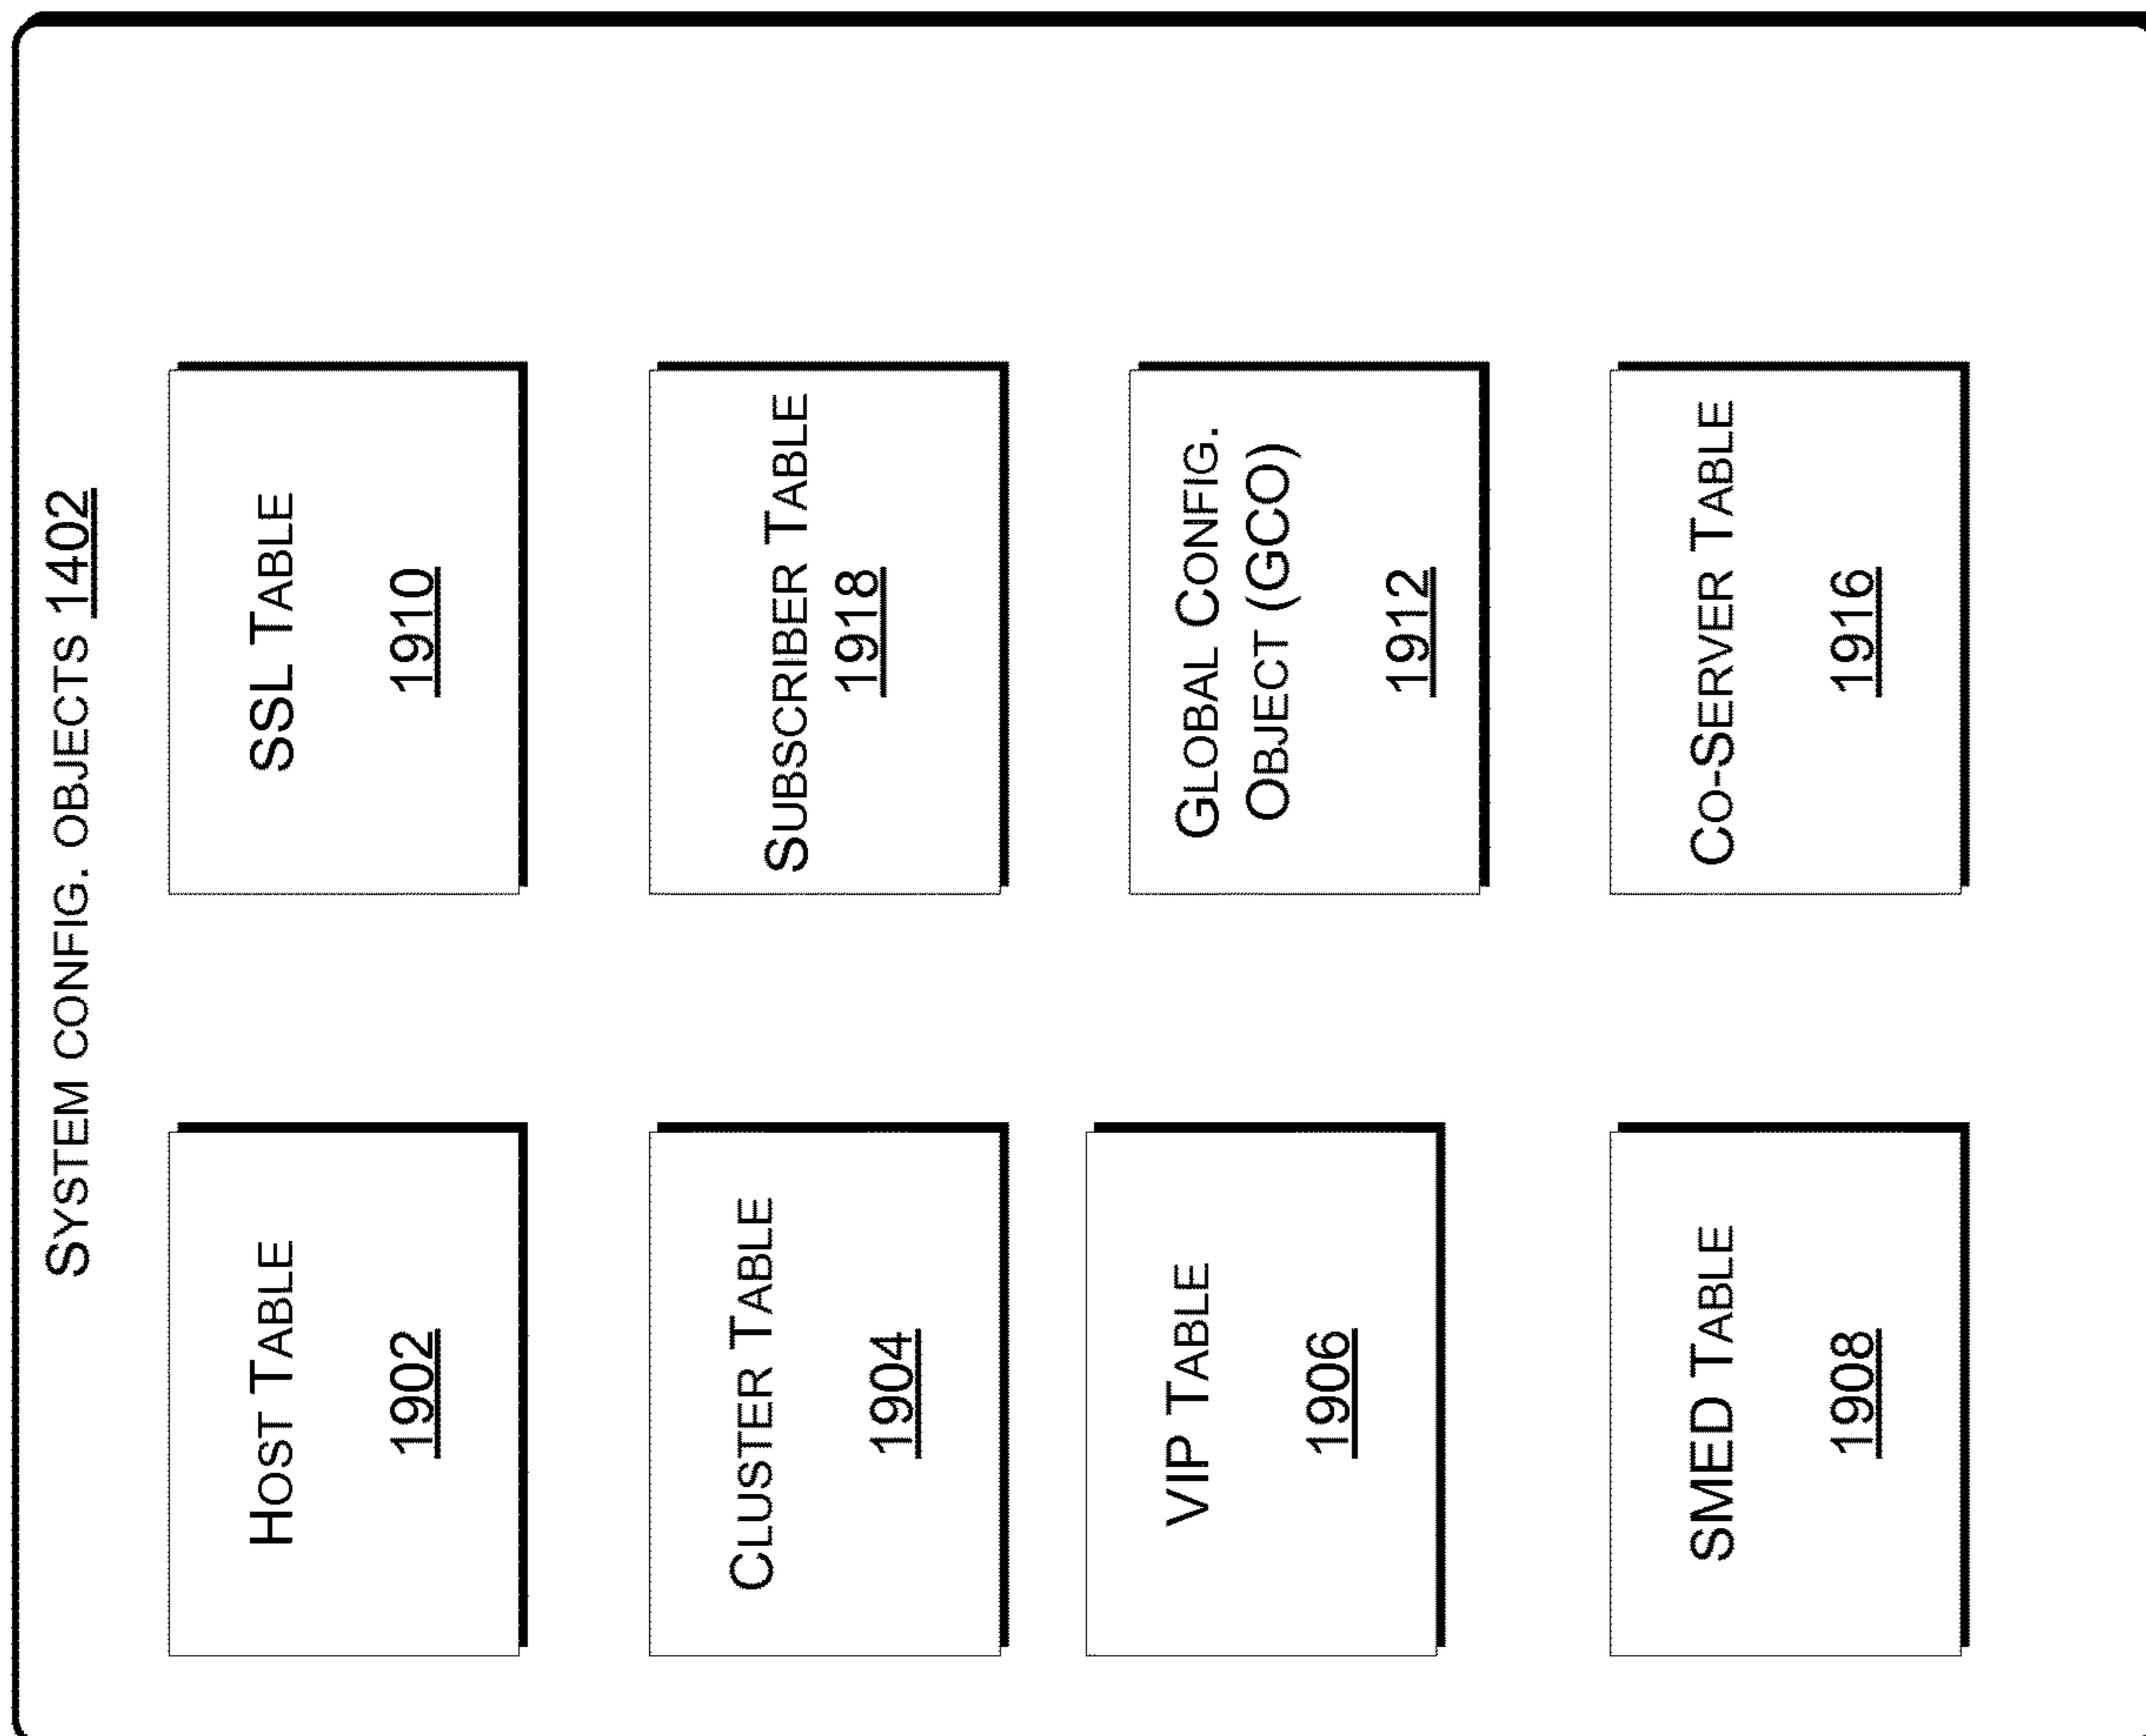 SYSTEM CONFIG. OBJECTS 1402
HOST TABLE
1902
SSL TABLE
1910
CLUSTER TABLE
1904
SUBSCRIBER TABLE
1918
VIP TABLE
1906
GLOBAL CONFIG.
OBJECT (GCO)
1912
SMED TABLE
1908
CO-SERVER TABLE
1916